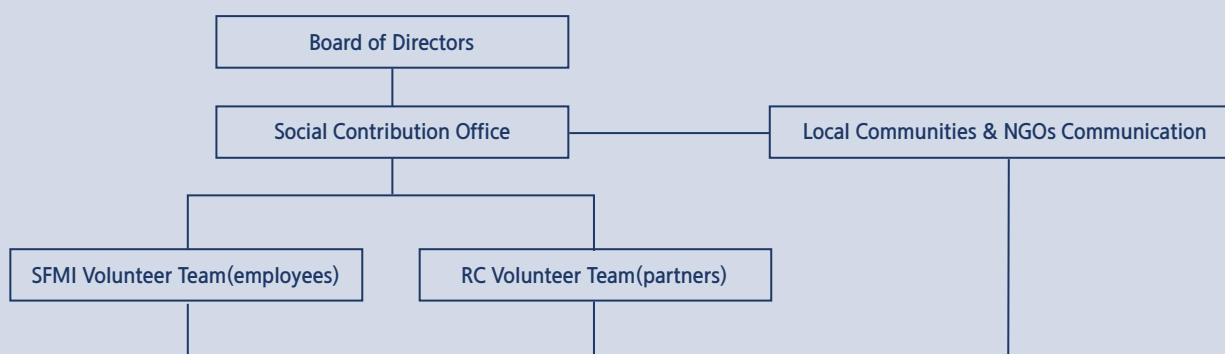 Board of Directors
Social Contribution Office
Local Communities & NGOs Communication
SFMI Volunteer Team(employees)
RC Volunteer Team(partners)